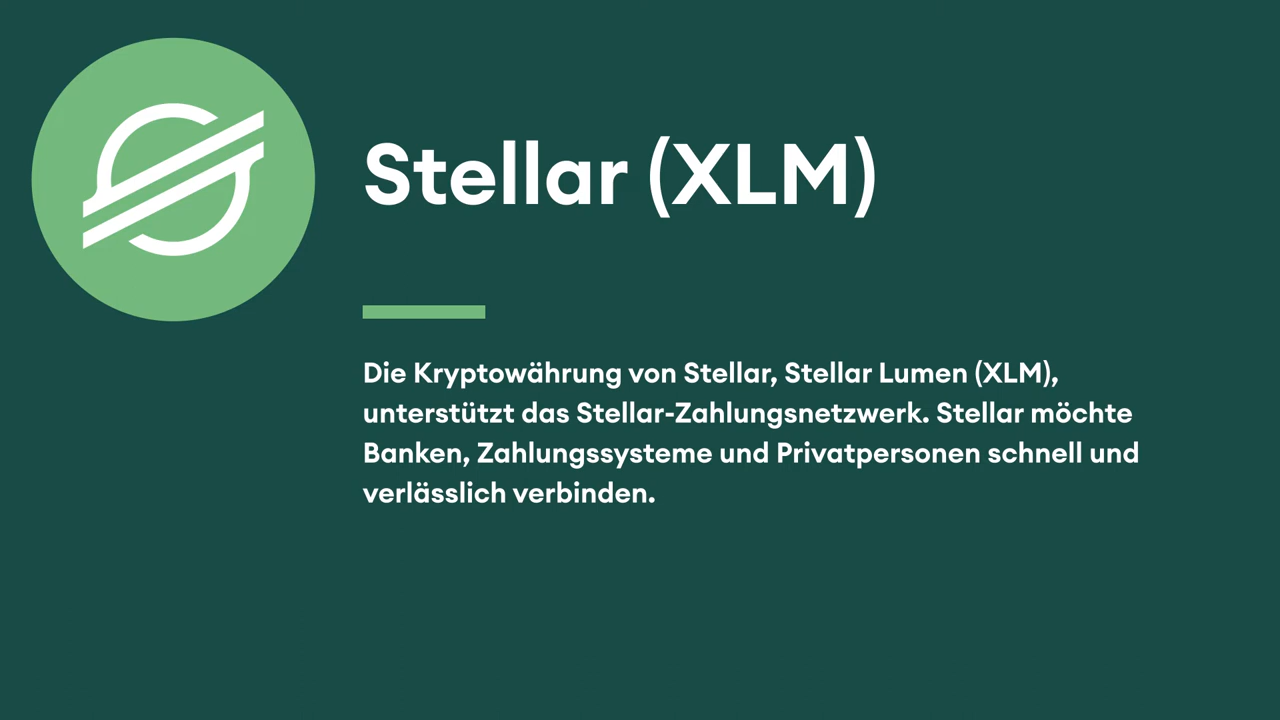 Stellar (XLM)
Die Kryptowährung von Stellar, Stellar Lumen (XLM),
unterstützt das Stellar-Zahlungsnetzwerk. Stellar möchte
Banken, Zahlungssysteme und Privatpersonen schnell und
verlässlich verbinden.